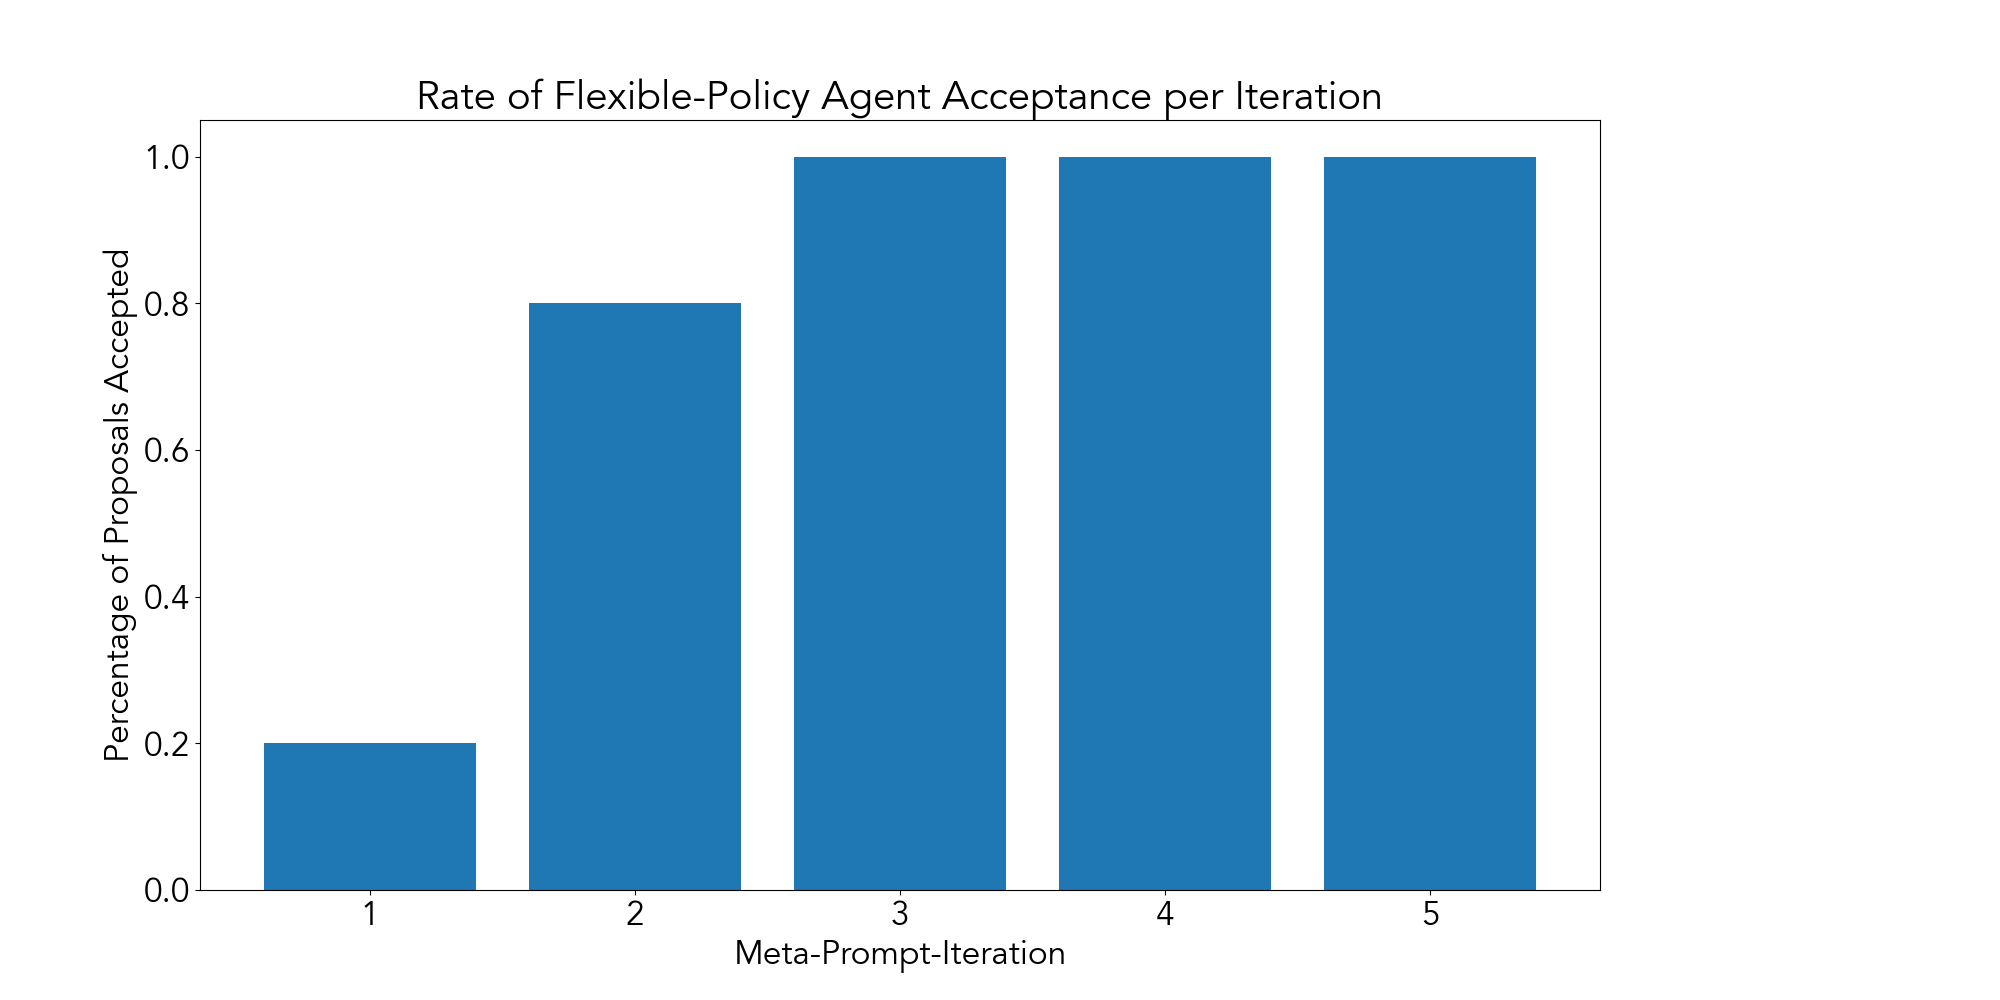 Rate of Flexible-Policy Agent Acceptance per Iteration
Percentage of Proposals Accepted
1.0
0.8
0.6
0.4
0.2
0.0
1 2 3 4 5
Meta-Prompt-Iteration